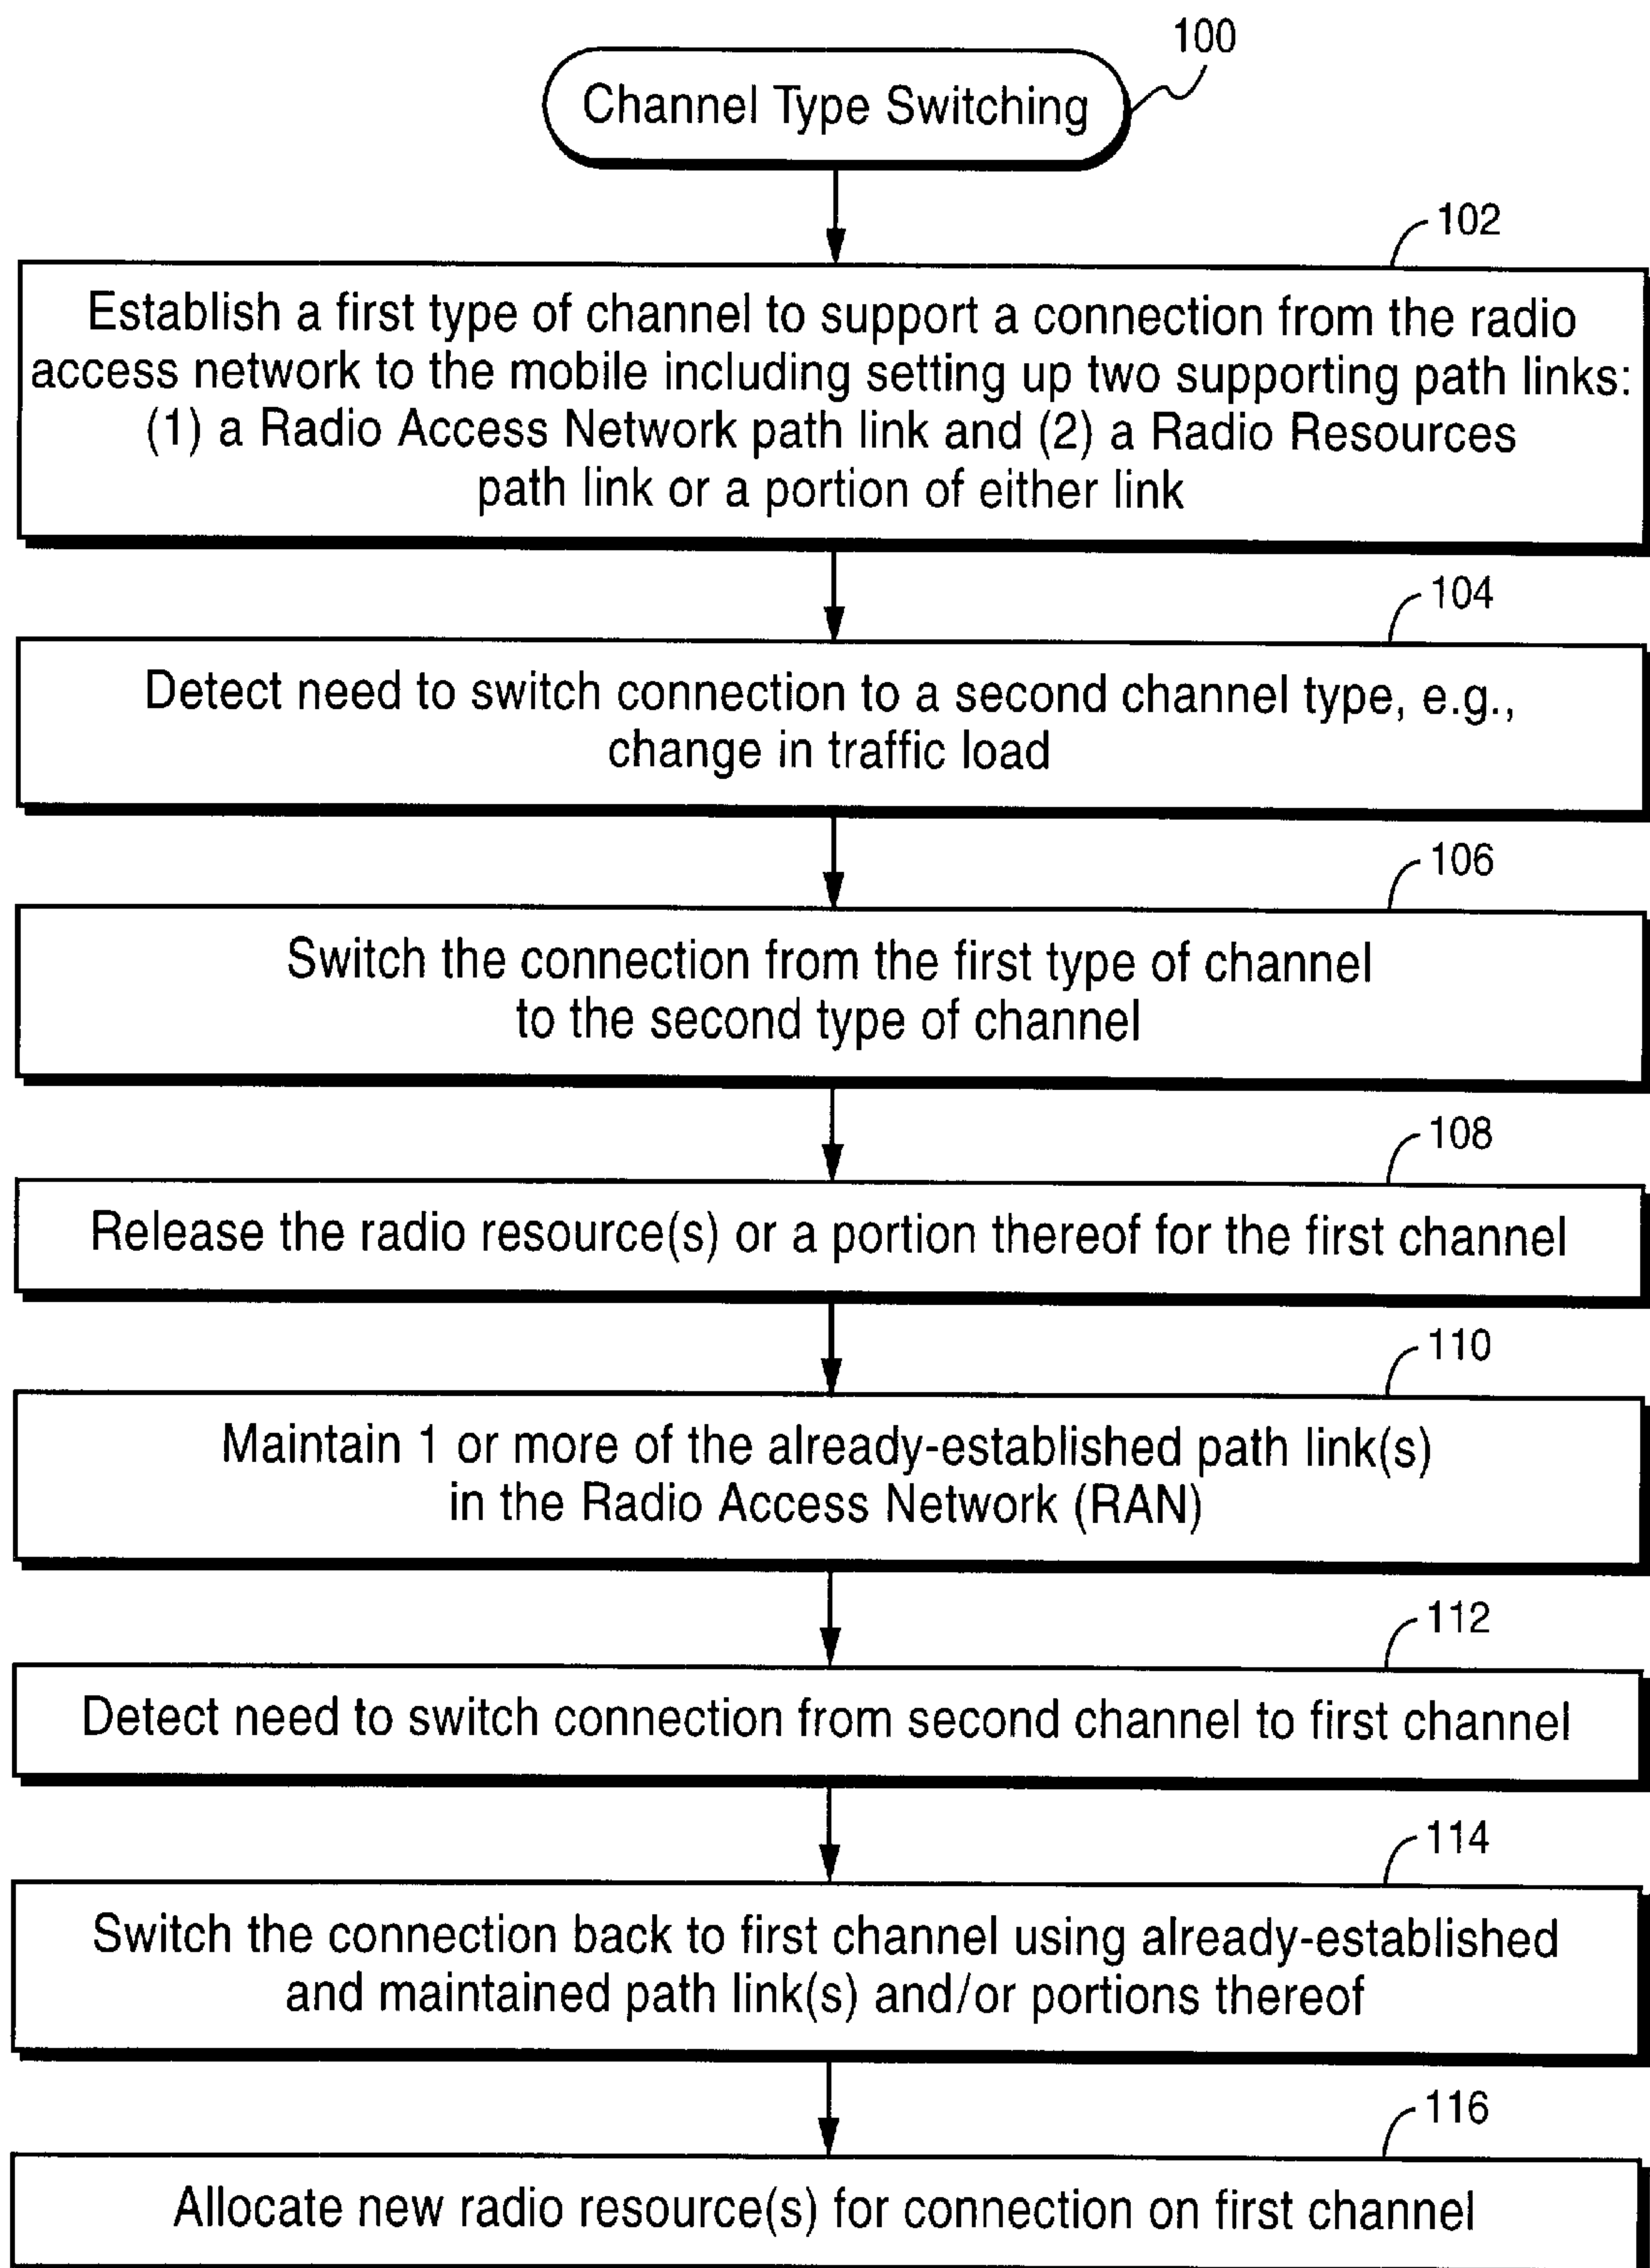 100
Channel Type Switching
102
Establish a first type of channel to support a connection from the radio
access network to the mobile including setting up two supporting path links:
(1) a Radio Access Network path link and (2) a Radio Resources
path link or a portion of either link
104
Detect need to switch connection to a second channel type, e.g.,
change in traffic load
106
Switch the connection from the first type of channel
to the second type of channel
108
Release the radio resource(s) or a portion thereof for the first channel
110
Maintain 1 or more of the already-established path link(s)
in the Radio Access Network (RAN)
112
Detect need to switch connection from second channel to first channel
114
Switch the connection back to first channel using already-established
and maintained path link(s) and/or portions thereof
116
Allocate new radio resource(s) for connection on first channel